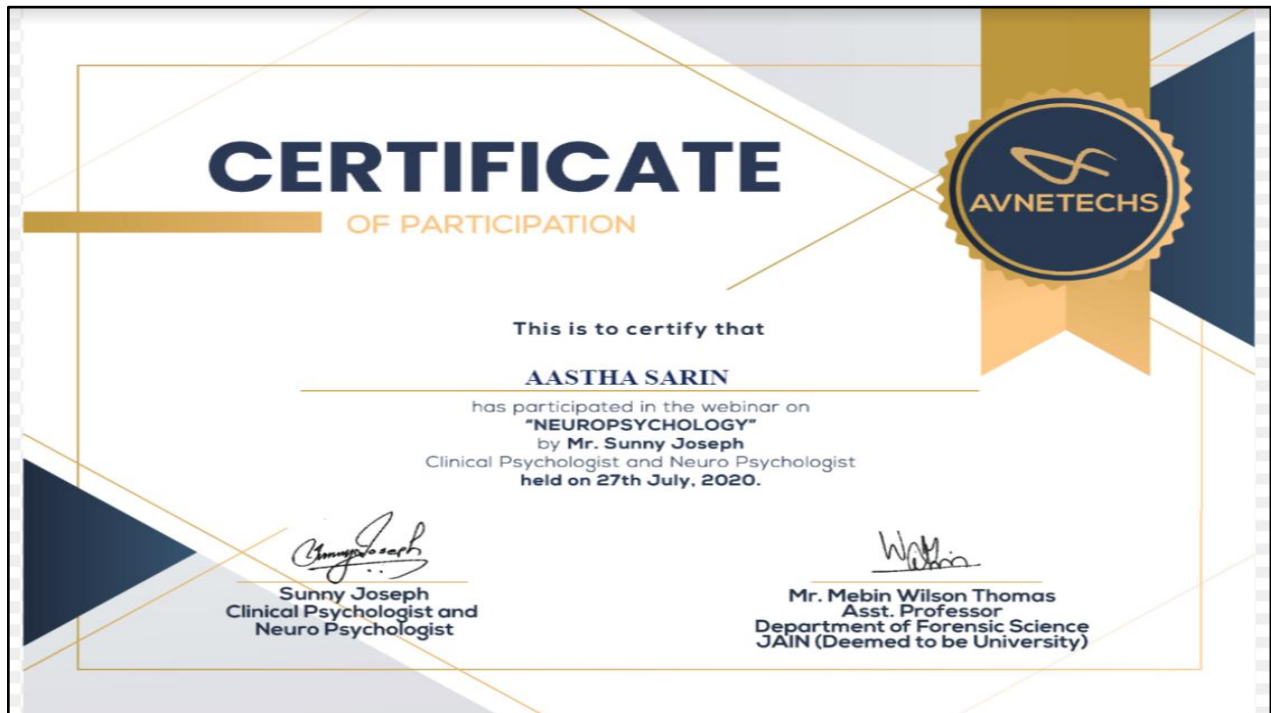 CERTIFICATE
OF PARTICIPATION
AVNETECHS
This is to certify that
AASTHA SARIN
has participated in the webinar on
"NEUROPSYCHOLOGY"
by Mr. Sunny Joseph
Clinical Psychologist and Neuro Psychologist
held on 27th July, 2020.
SunnyJoseph
Sunny Joseph
Clinical Psychologist and
Neuro Psychologist
Mr. Mebin Wilson Thomas
Asst. Professor
Department of Forensic Science
JAIN (Deemed to be University)